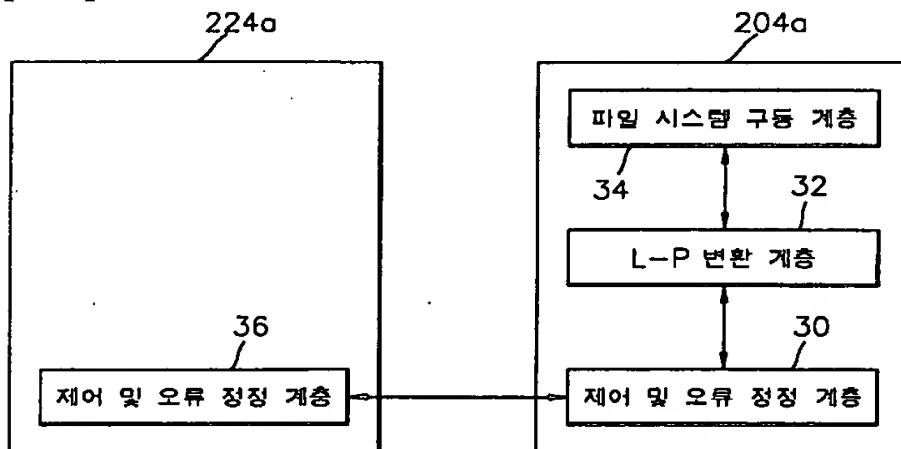 224a
204a
파일 시스템 구동 계층
34
32
L-P 변환 계층
36
30
제어 및 오류 정정 계층
제어 및 오류 정정 계층